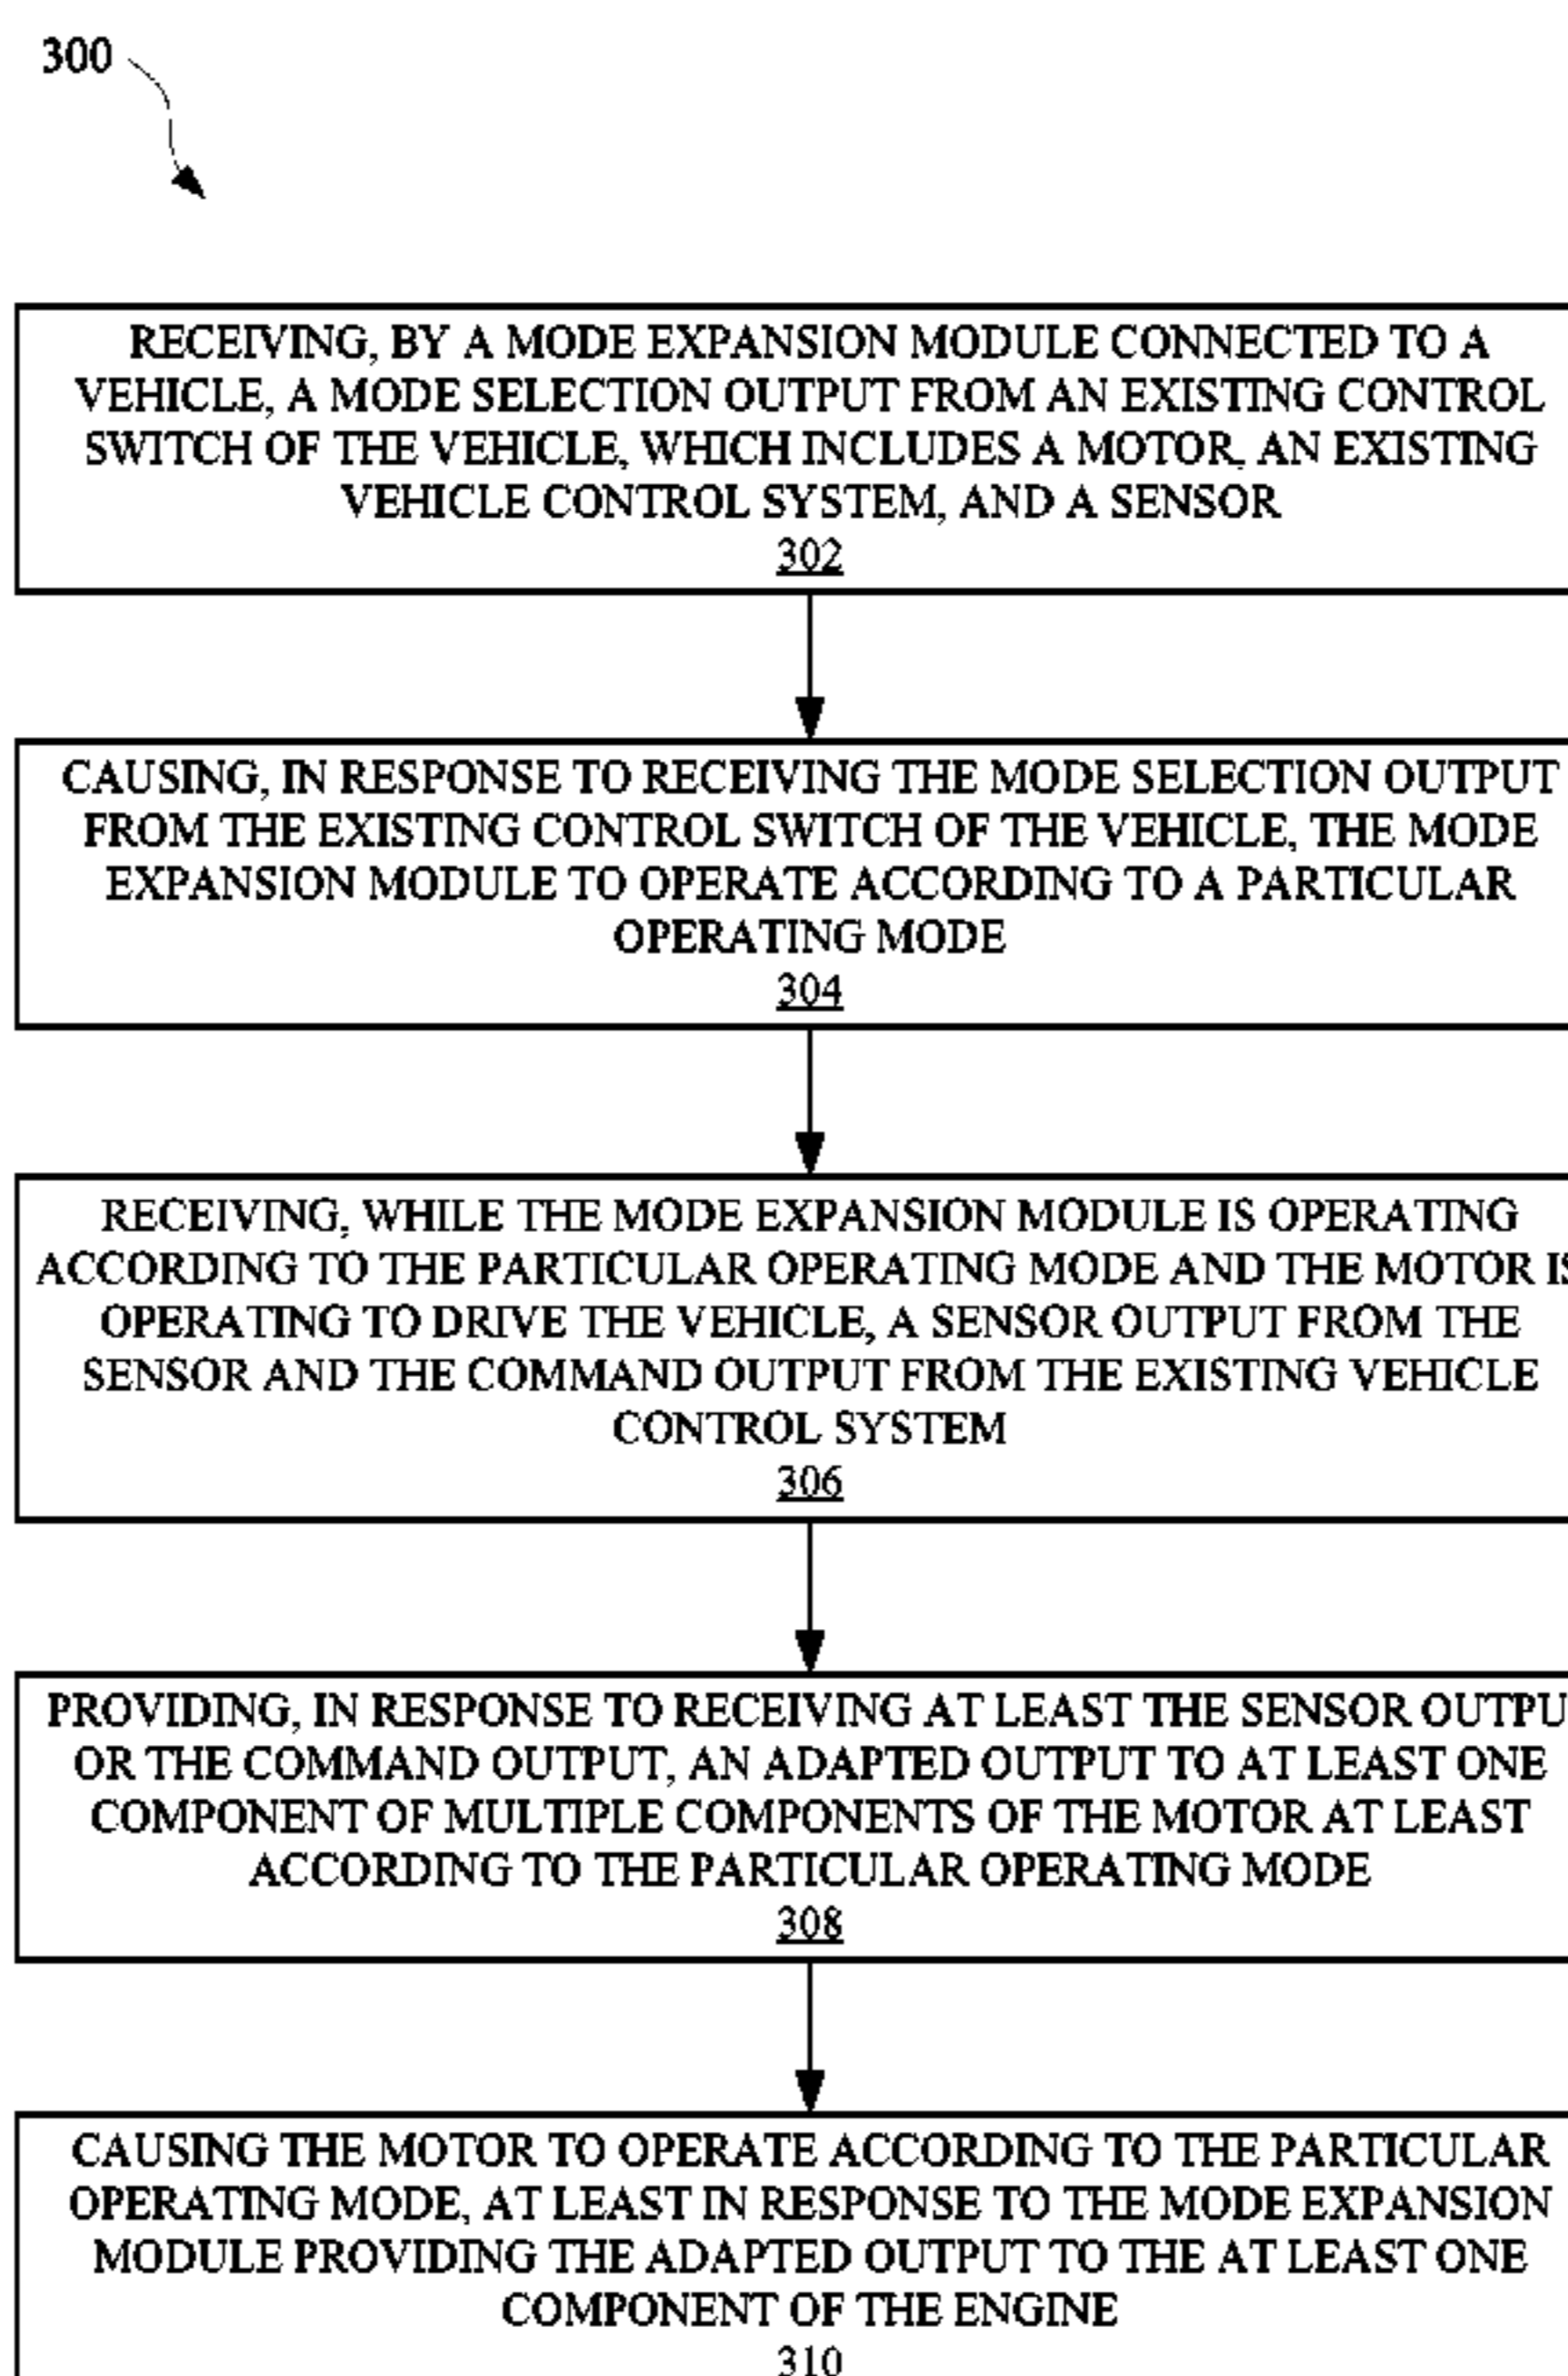 300
RECEIVING, BY A MODE EXPANSION MODULE CONNECTED TO A
VEHICLE, A MODE SELECTION OUTPUT FROM AN EXISTING CONTROL
SWITCH OF THE VEHICLE, WHICH INCLUDES A MOTOR, AN EXISTING
VEHICLE CONTROL SYSTEM, AND A SENSOR
302
CAUSING, IN RESPONSE TO RECEIVING THE MODE SELECTION OUTPUT
FROM THE EXISTING CONTROL SWITCH OF THE VEHICLE, THE MODE
EXPANSION MODULE TO OPERATE ACCORDING TO A PARTICULAR
OPERATING MODE
304
RECEIVING, WHILE THE MODE EXPANSION MODULE IS OPERATING
ACCORDING TO THE PARTICULAR OPERATING MODE AND THE MOTOR IS
OPERATING TO DRIVE THE VEHICLE, A SENSOR OUTPUT FROM THE
SENSOR AND THE COMMAND OUTPUT FROM THE EXISTING VEHICLE
CONTROL SYSTEM
306
PROVIDING, IN RESPONSE TO RECEIVING AT LEAST THE SENSOR OUTPU
OR THE COMMAND OUTPUT, AN ADAPTED OUTPUT TO AT LEAST ONE
COMPONENT OF MULTIPLE COMPONENTS OF THE MOTOR AT LEAST
ACCORDING TO THE PARTICULAR OPERATING MODE
308
CAUSING THE MOTOR TO OPERATE ACCORDING TO THE PARTICULAR
OPERATING MODE, AT LEAST IN RESPONSE TO THE MODE EXPANSION
MODULE PROVIDING THE ADAPTED OUTPUT TO THE AT LEAST ONE
COMPONENT OF THE ENGINE
310